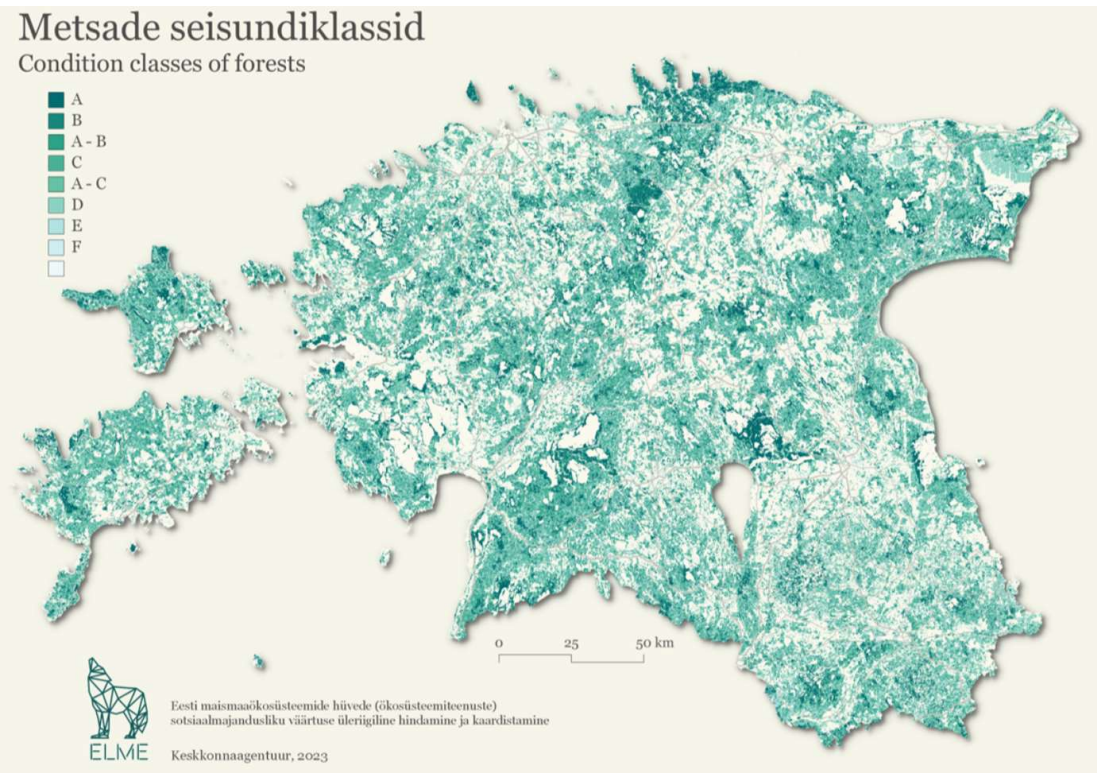 Metsade seisundiklassid
Condition classes of forests
A
B
A - B
C
A - C
D
E
F
0 25 50 km
ELME
Eesti maismaaökosüsteemide hüvede (ökosüsteemiteenuste)
sotsiaalmajandusliku väärtuse üleriigiline hindamine ja kaardistamine
Keskkonnaagentuur, 2023